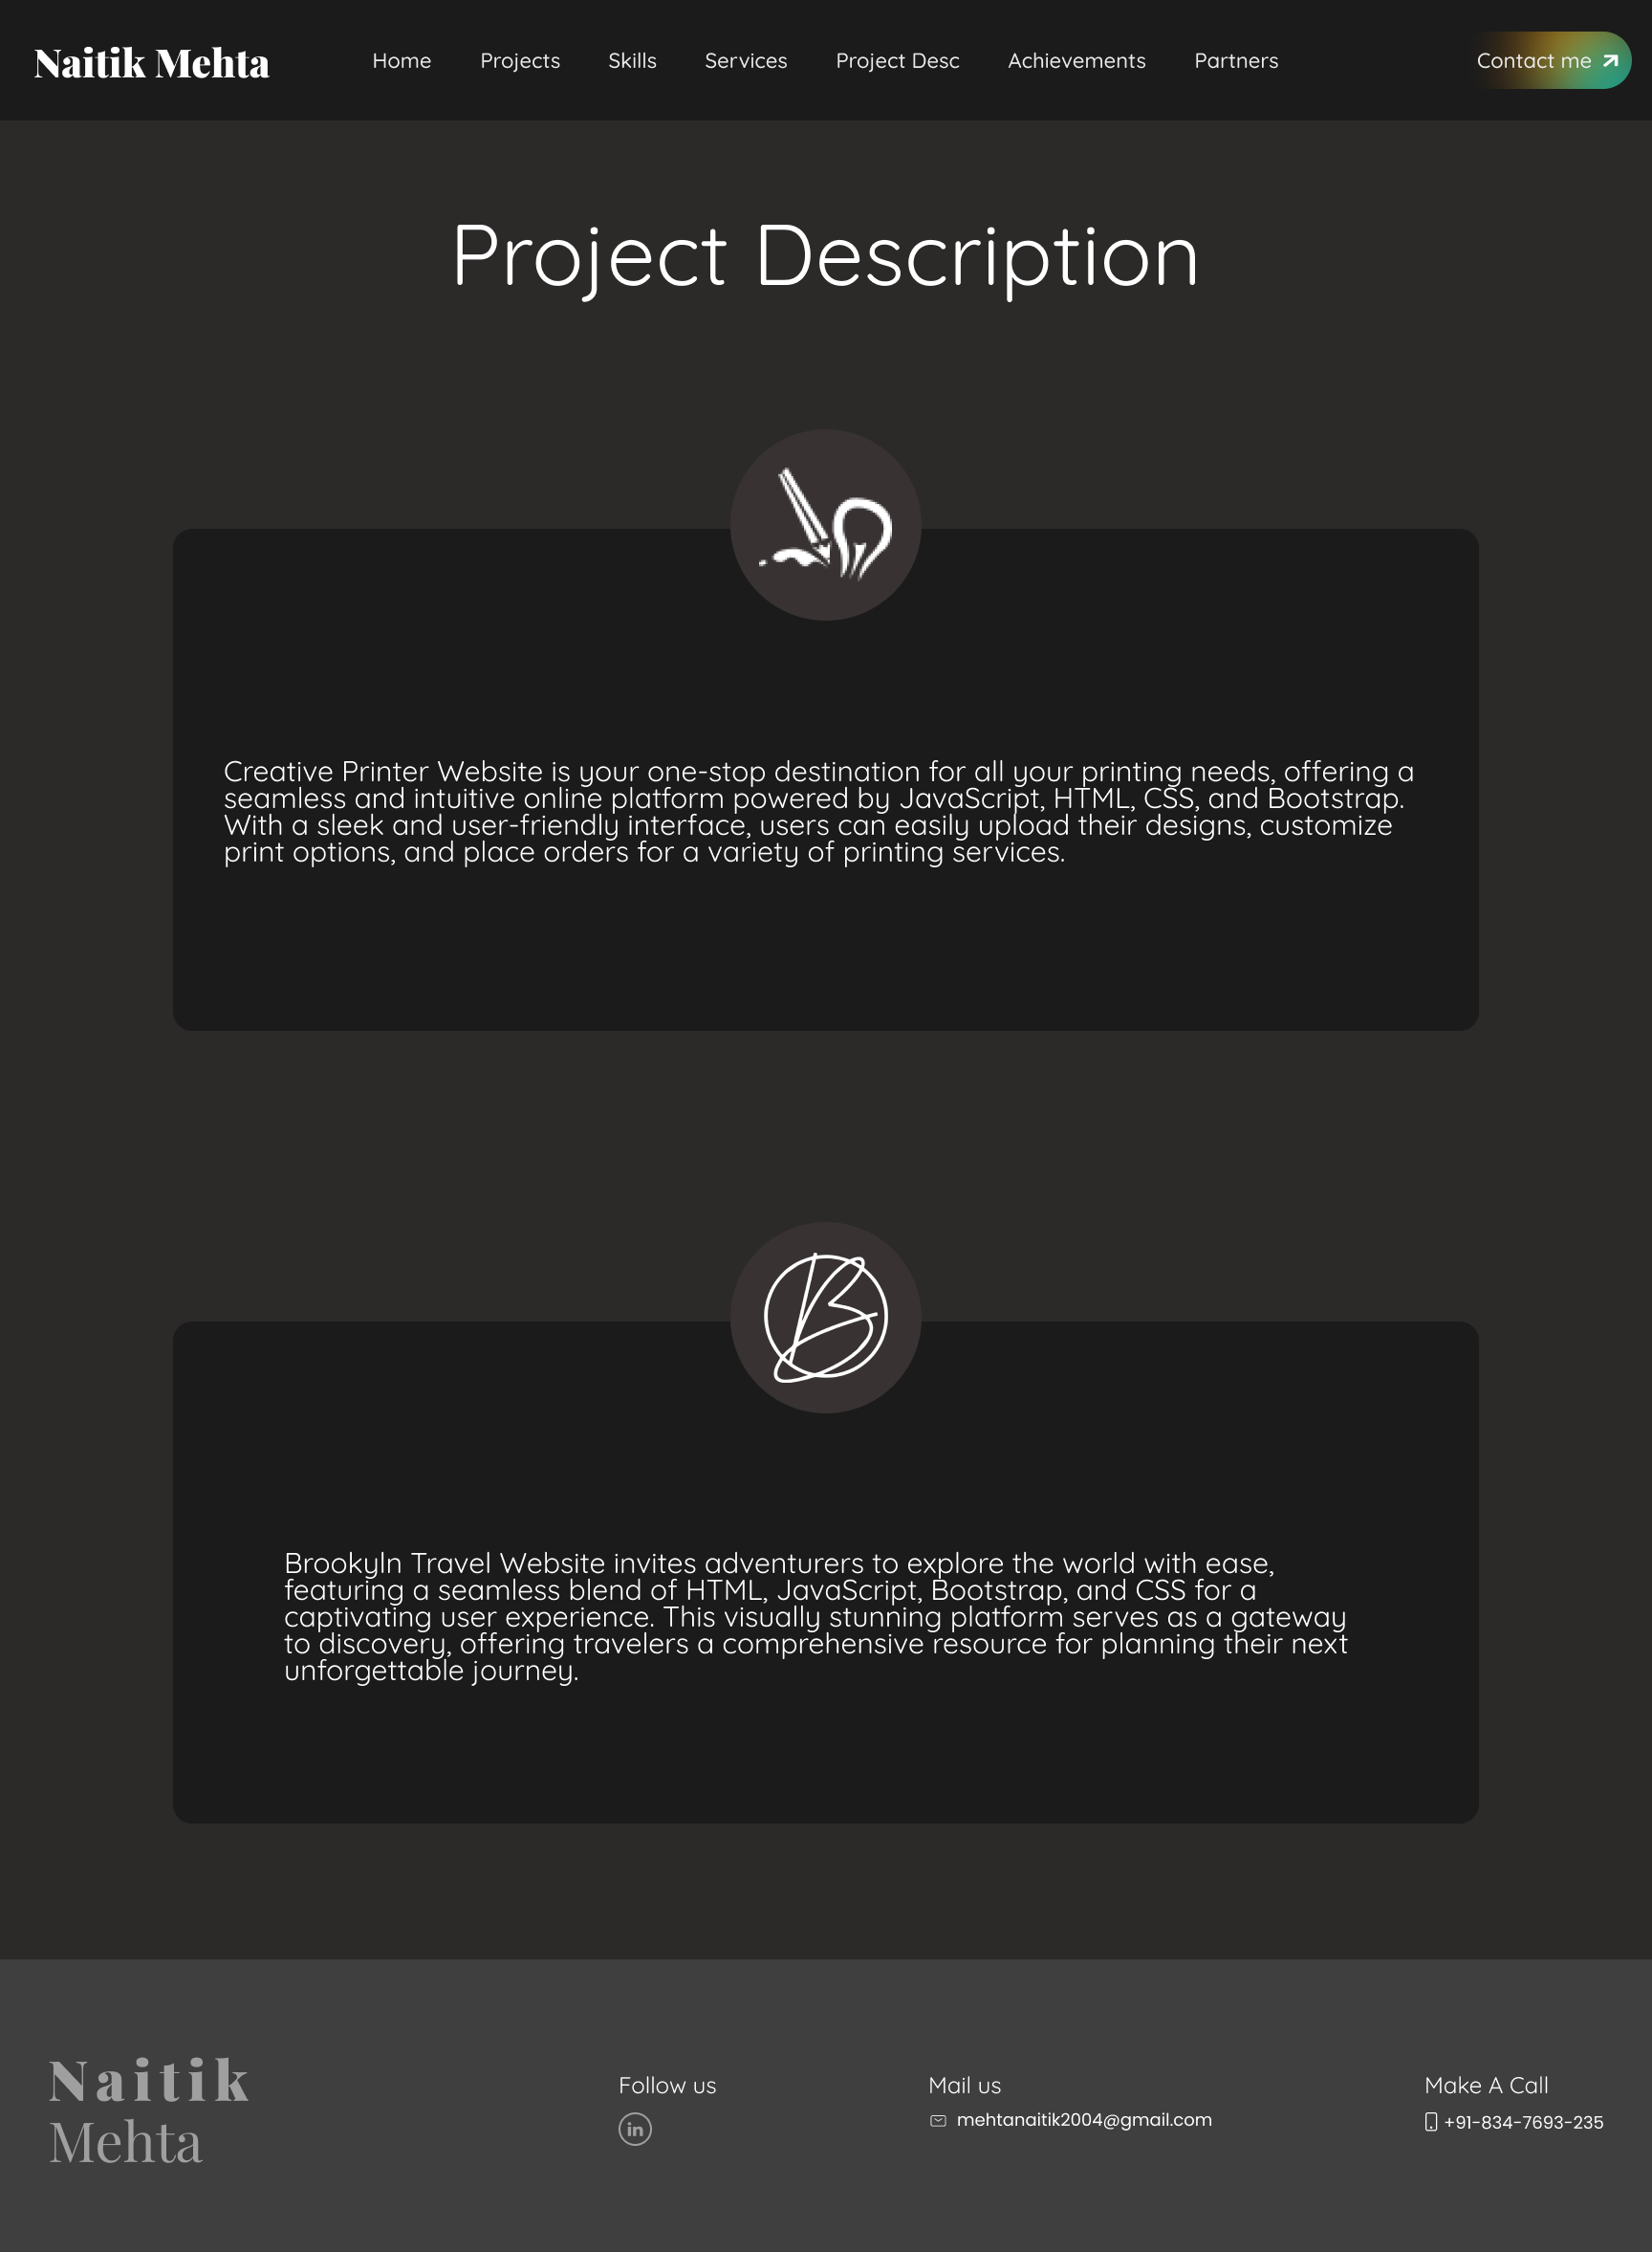 Naitik Mehta
Home Projects Skills Services Project Desc Achievements Partners
Contact me
Project Description
Creative Printer Website is your one-stop destination for all your printing needs, offering a
seamless and intuitive online platform powered by JavaScript, HTML, CSS, and Bootstrap.
With a sleek and user-friendly interface, users can easily upload their designs, customize
print options, and place orders for a variety of printing services.
B
Brookyln Travel Website invites adventurers to explore the world with ease,
featuring a seamless blend of HTML, JavaScript, Bootstrap, and CSS for a
captivating user experience. This visually stunning platform serves as a gateway
to discovery, offering travelers a comprehensive resource for planning their next
unforgettable journey.
Naitik
Mehta
Follow us
in
Mail us
mehtanaitik2004@gmail.com
Make A Call
+91-834-7693-235